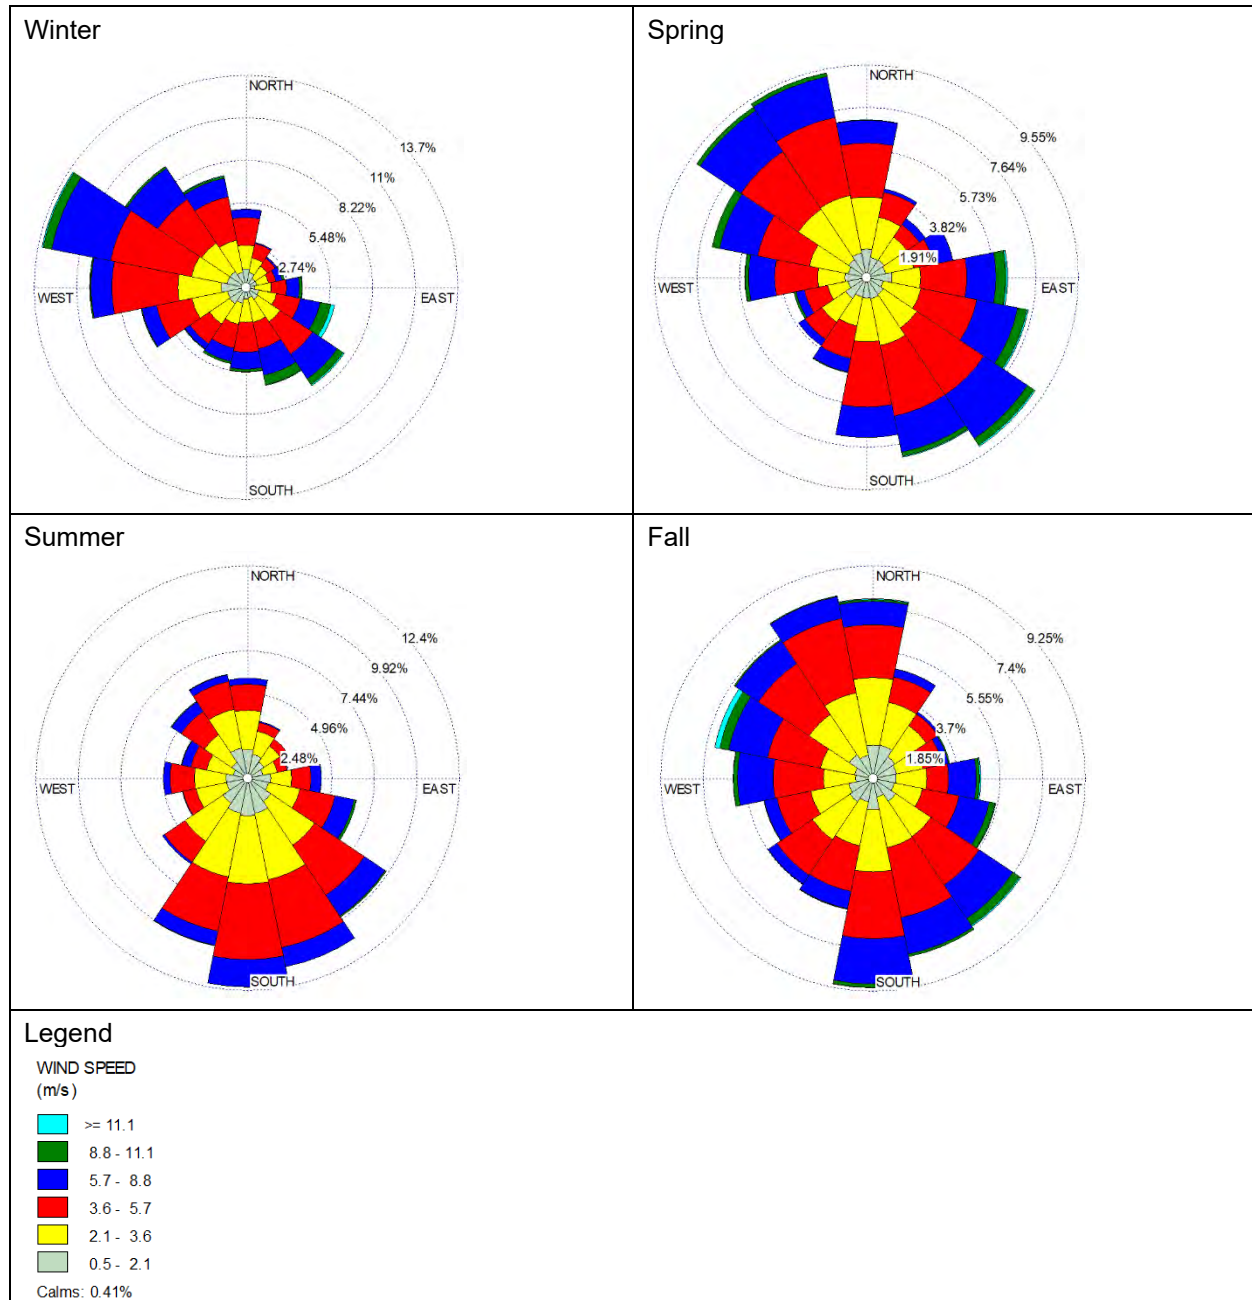 Winter
NORTH
13.7%
11%
8.22%
5.48%
2.74%
WEST
EAST
SOUTH
Spring
NORTH
9.55%
7.64%
5.73%
3.82%
1.91%
WEST
EAST
SOUTH
Summer
NORTH
12.4%
9.92%
7.44%
4.96%
2.48%
WEST
EAST
SOUTH
Fall
NORTH
9.25%
7.4%
5.55%
3.7%
1.85%
WEST
EAST
SOUTH
Legend
WIND SPEED
(m/s)
>= 11.1
8.8 - 11.1
5.7 - 8.8
3.6 - 5.7
2.1 - 3.6
0.5 - 2.1
Calms: 0.41%